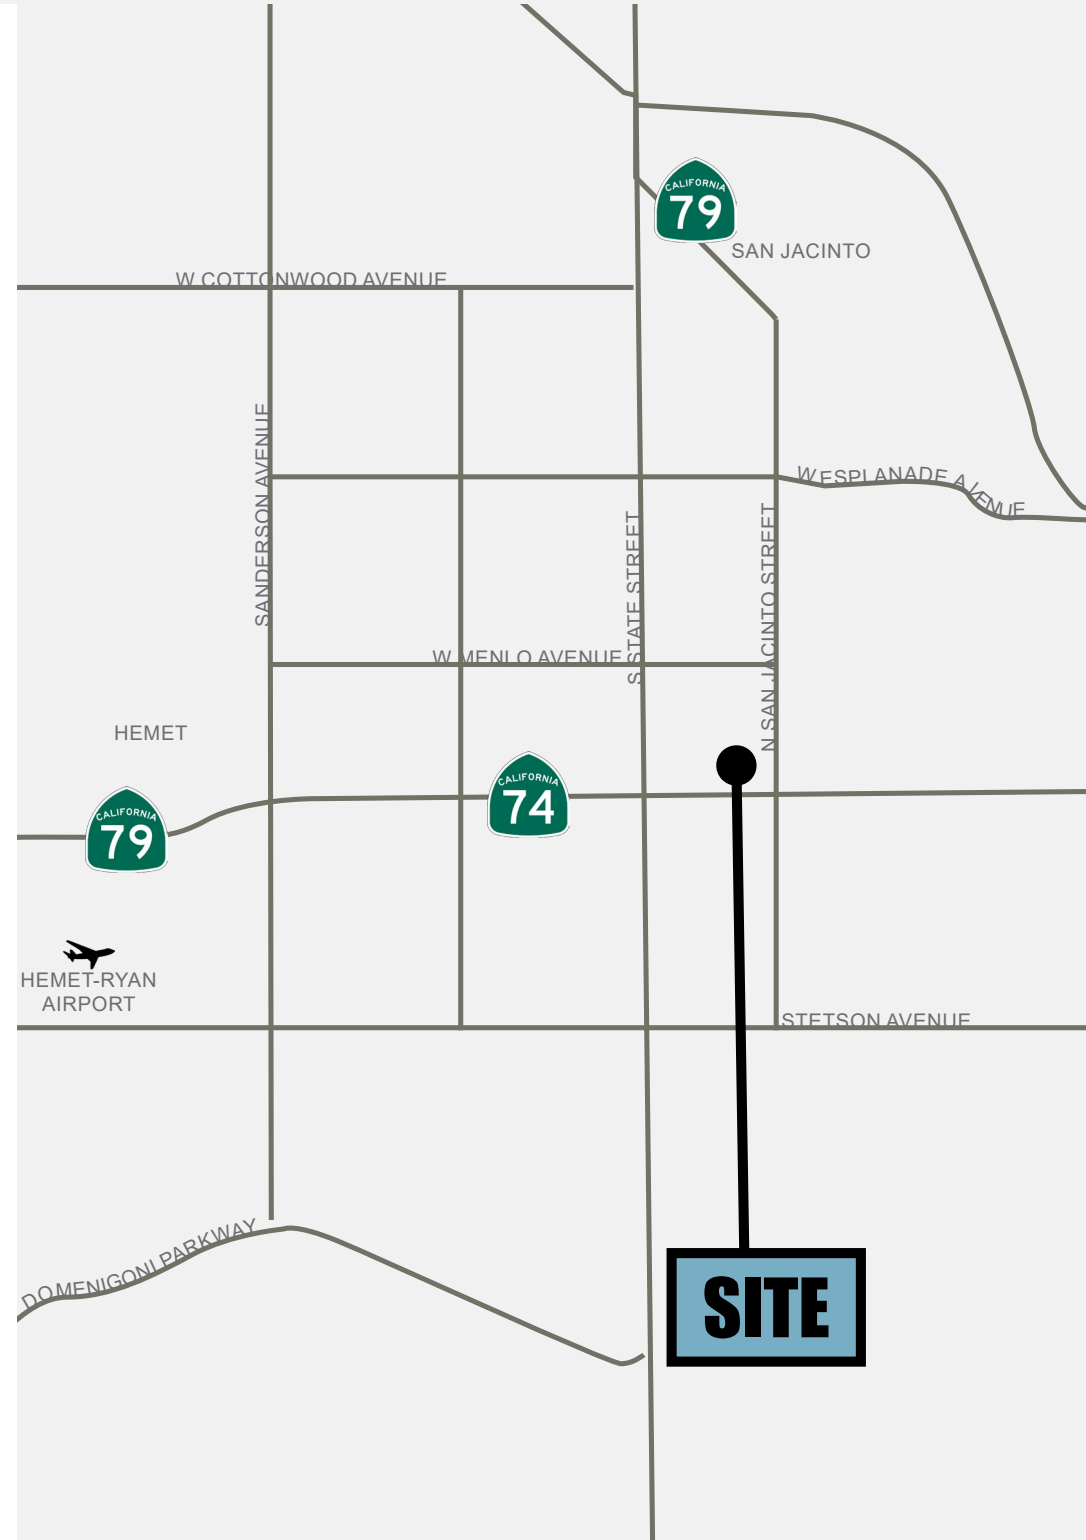 CALIFORNIA
79
SAN JACINTO
W COTTONWOOD AVENUE
SANDERSON AVENUE
W ESPLANADE AVENUE
S STATE STREET
N SAN JACINTO STREET
W MENLO AVENUE
HEMET
CALIFORNIA
74
CALIFORNIA
79
HEMET-RYAN
AIRPORT
STETSON AVENUE
DOMENIGONI PARKWAY
SITE